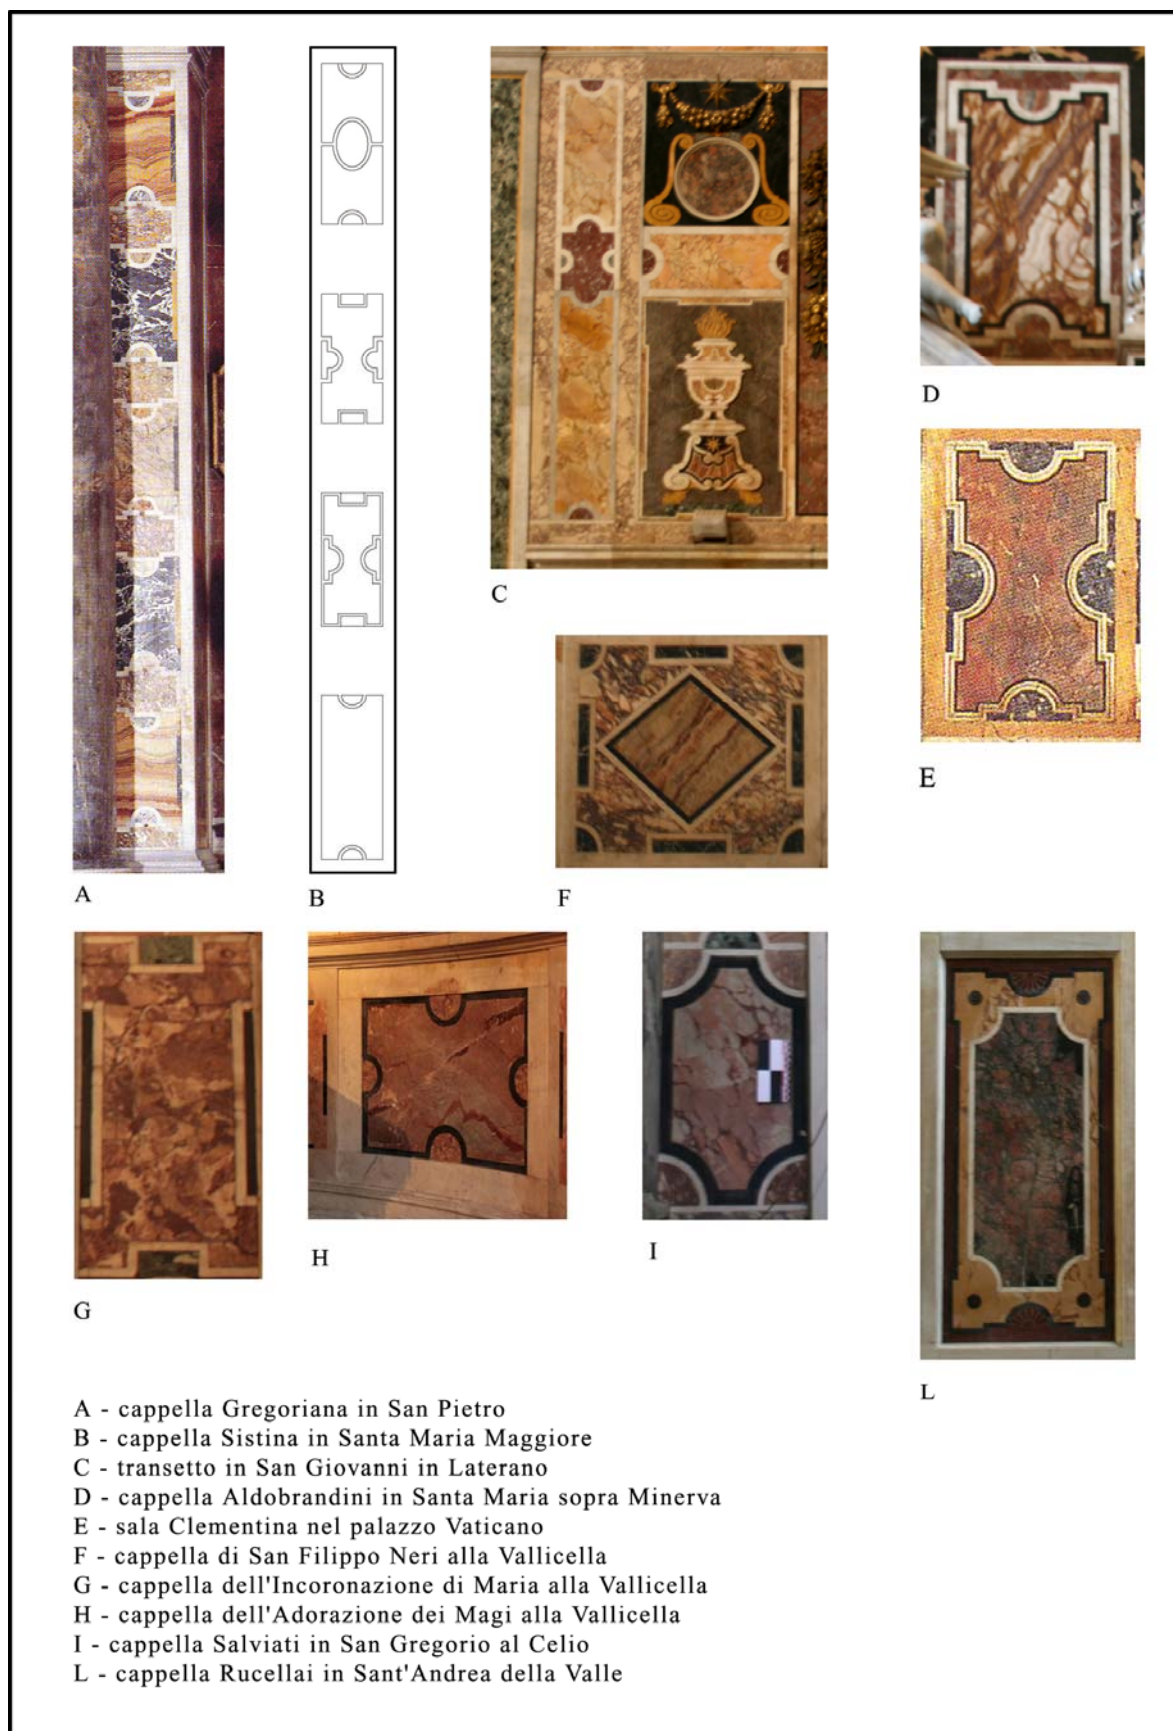 A
B
C
D
E
F
G
H
I
L
A - cappella Gregoriana in San Pietro
B - cappella Sistina in Santa Maria Maggiore
C - transetto in San Giovanni in Laterano
D - cappella Aldobrandini in Santa Maria sopra Minerva
E - sala Clementina nel palazzo Vaticano
F - cappella di San Filippo Neri alla Vallicella
G - cappella dell'Incoronazione di Maria alla Vallicella
H - cappella dell'Adorazione dei Magi alla Vallicella
I - cappella Salviati in San Gregorio al Celio
L - cappella Rucellai in Sant'Andrea della Valle